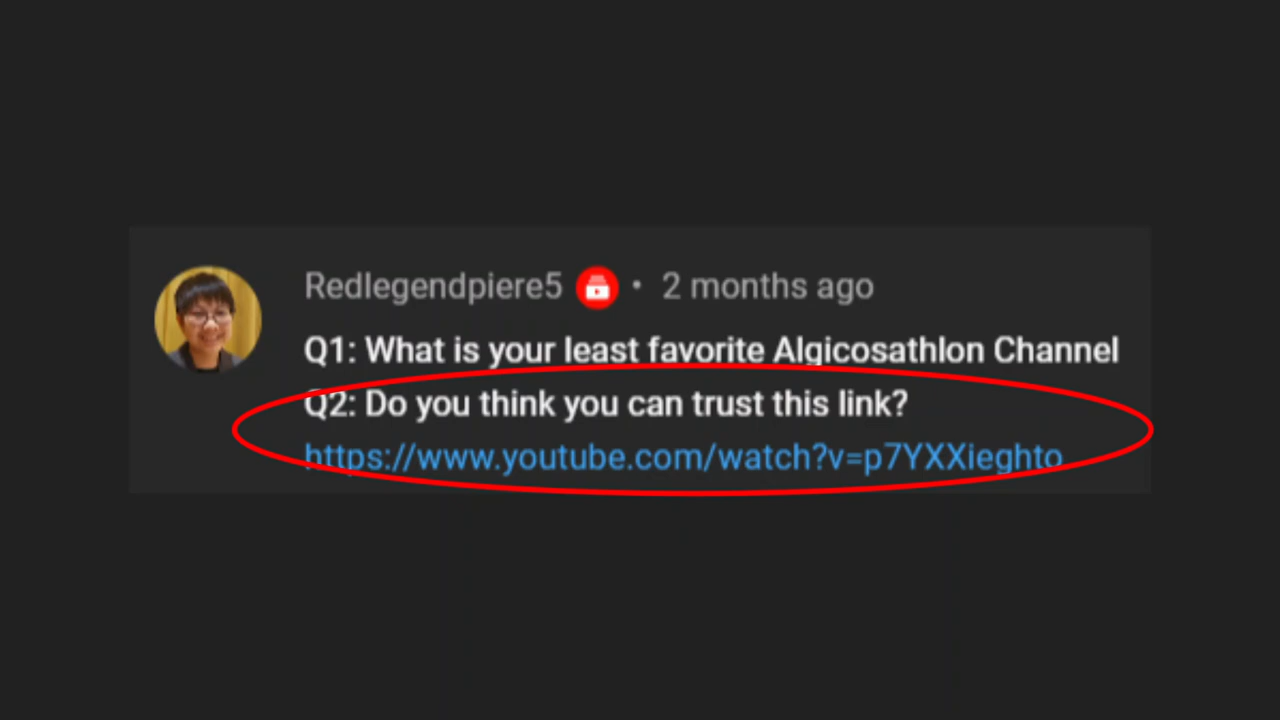 Redlegendpiere5 • 2 months ago
Q1: What is your least favorite Algicosathlon Channel
Q2: Do you think you can trust this link?
https://www.youtube.com/watch?v=p7YXXieghto